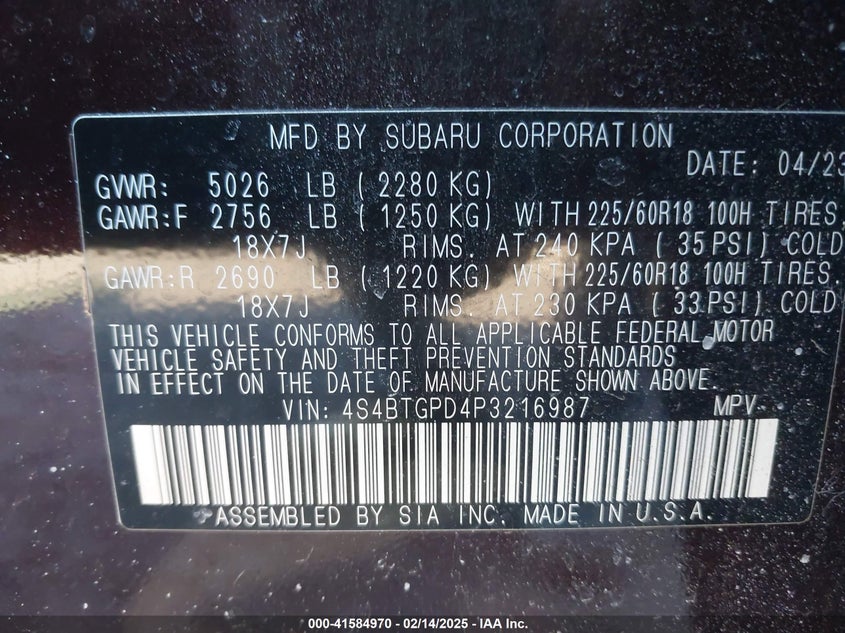 MFD BY SUBARU CORPORATION
DATE: 04/23
GVWR: 5026 LB ( 2280 KG)
GAWR:F 2756 LB ( 1250 KG) WITH 225/60R18 100H TIRES,
18X7J RIMS. AT 240 KPA ( 35 PSI) COLD
GAWR:R 2690 LB ( 1220 KG) WITH 225/60R18 100H TIRES,
18X7J RIMS. AT 230 KPA ( 33 PSI) COLD
THIS VEHICLE CONFORMS TO ALL APPLICABLE FEDERAL MOTOR
VEHICLE SAFETY AND THEFT PREVENTION STANDARDS
IN EFFECT ON THE DATE OF MANUFACTURE SHOWN ABOVE.
VIN: 4S4BTGPD4P3216987 MPV
ASSEMBLED BY SIA INC. MADE IN U.S.A.
000-41584970 - 02/14/2025 - IAA Inc.